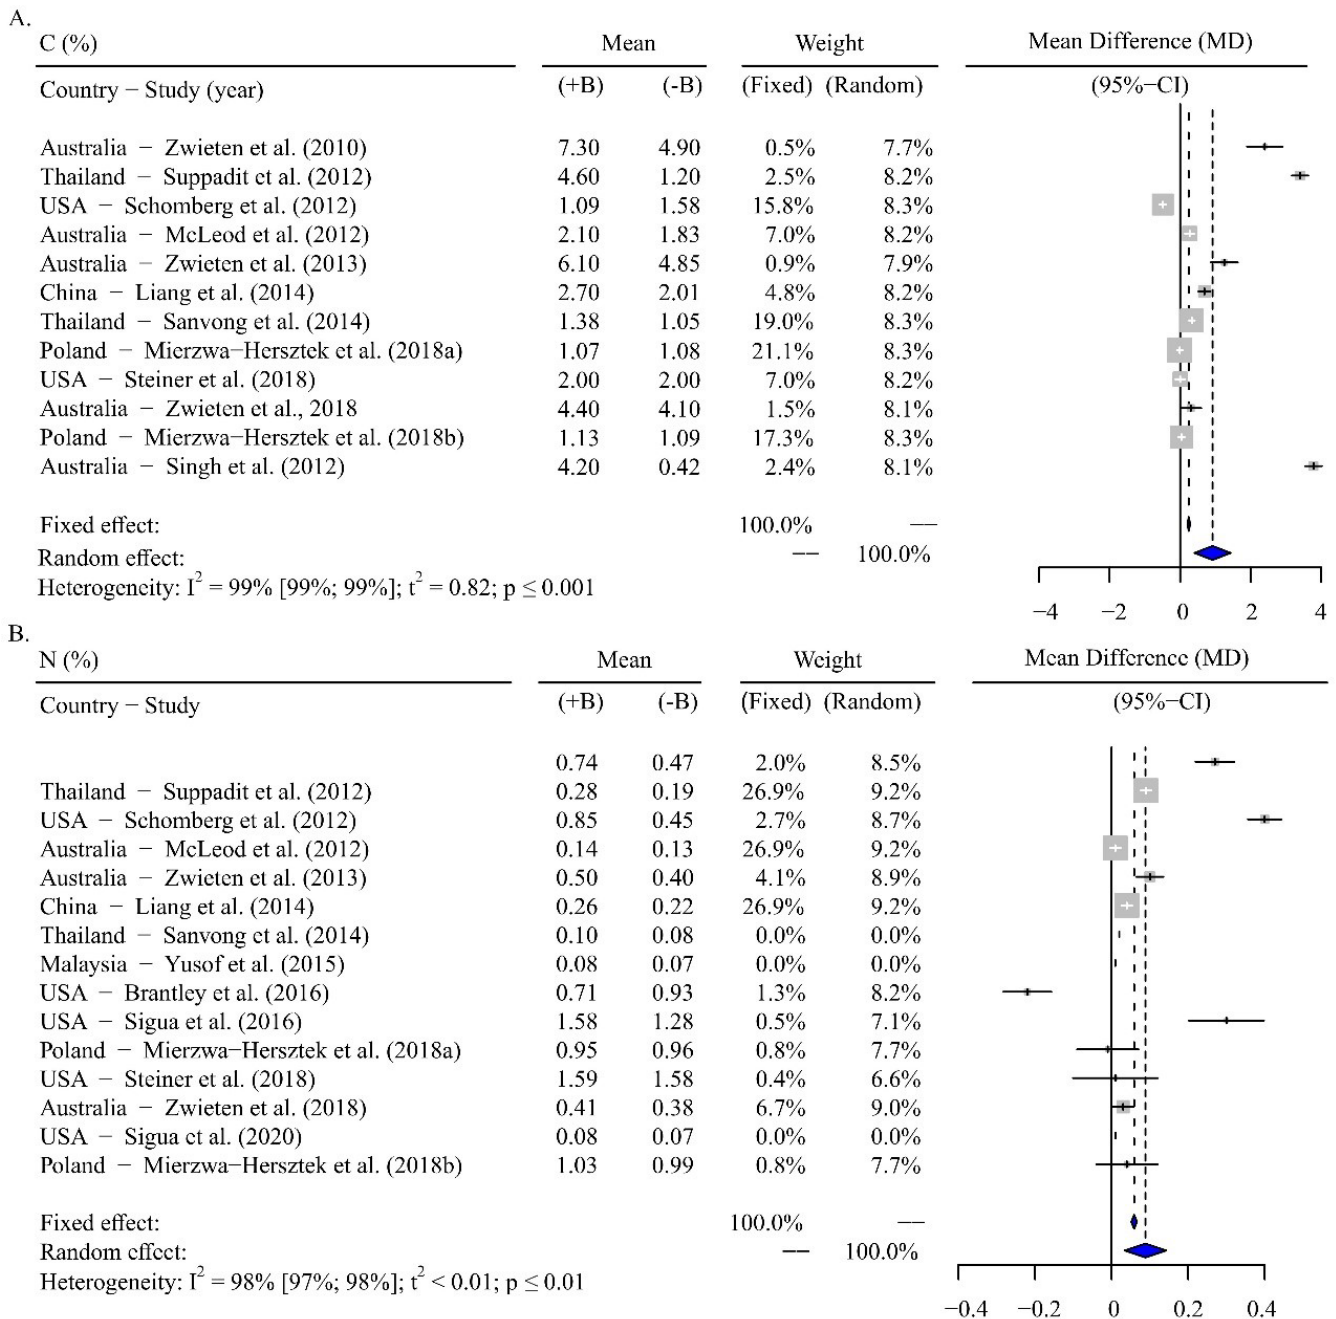 A.
C (%) Mean Weight Mean Difference (MD)
Country − Study (year) (+B) (-B) (Fixed) (Random) (95%−CI)
Australia − Zwieten et al. (2010) 7.30 4.90 0.5% 7.7%
Thailand − Suppadit et al. (2012) 4.60 1.20 2.5% 8.2%
USA − Schomberg et al. (2012) 1.09 1.58 15.8% 8.3%
Australia − McLeod et al. (2012) 2.10 1.83 7.0% 8.2%
Australia − Zwieten et al. (2013) 6.10 4.85 0.9% 7.9%
China − Liang et al. (2014) 2.70 2.01 4.8% 8.2%
Thailand − Sanvong et al. (2014) 1.38 1.05 19.0% 8.3%
Poland − Mierzwa−Hersztek et al. (2018a) 1.07 1.08 21.1% 8.3%
USA − Steiner et al. (2018) 2.00 2.00 7.0% 8.2%
Australia − Zwieten et al., 2018 4.40 4.10 1.5% 8.1%
Poland − Mierzwa−Hersztek et al. (2018b) 1.13 1.09 17.3% 8.3%
Australia − Singh et al. (2012) 4.20 0.42 2.4% 8.1%
Fixed effect: 100.0% −−
Random effect: −− 100.0%
Heterogeneity: I² = 99% [99%; 99%]; t² = 0.82; p ≤ 0.001
−4 −2 0 2 4
B.
N (%) Mean Weight Mean Difference (MD)
Country − Study (+B) (-B) (Fixed) (Random) (95%−CI)
0.74 0.47 2.0% 8.5%
Thailand − Suppadit et al. (2012) 0.28 0.19 26.9% 9.2%
USA − Schomberg et al. (2012) 0.85 0.45 2.7% 8.7%
Australia − McLeod et al. (2012) 0.14 0.13 26.9% 9.2%
Australia − Zwieten et al. (2013) 0.50 0.40 4.1% 8.9%
China − Liang et al. (2014) 0.26 0.22 26.9% 9.2%
Thailand − Sanvong et al. (2014) 0.10 0.08 0.0% 0.0%
Malaysia − Yusof et al. (2015) 0.08 0.07 0.0% 0.0%
USA − Brantley et al. (2016) 0.71 0.93 1.3% 8.2%
USA − Sigua et al. (2016) 1.58 1.28 0.5% 7.1%
Poland − Mierzwa−Hersztek et al. (2018a) 0.95 0.96 0.8% 7.7%
USA − Steiner et al. (2018) 1.59 1.58 0.4% 6.6%
Australia − Zwieten et al. (2018) 0.41 0.38 6.7% 9.0%
USA − Sigua et al. (2020) 0.08 0.07 0.0% 0.0%
Poland − Mierzwa−Hersztek et al. (2018b) 1.03 0.99 0.8% 7.7%
Fixed effect: 100.0% −−
Random effect: −− 100.0%
Heterogeneity: I² = 98% [97%; 98%]; t² < 0.01; p ≤ 0.01
−0.4 −0.2 0 0.2 0.4